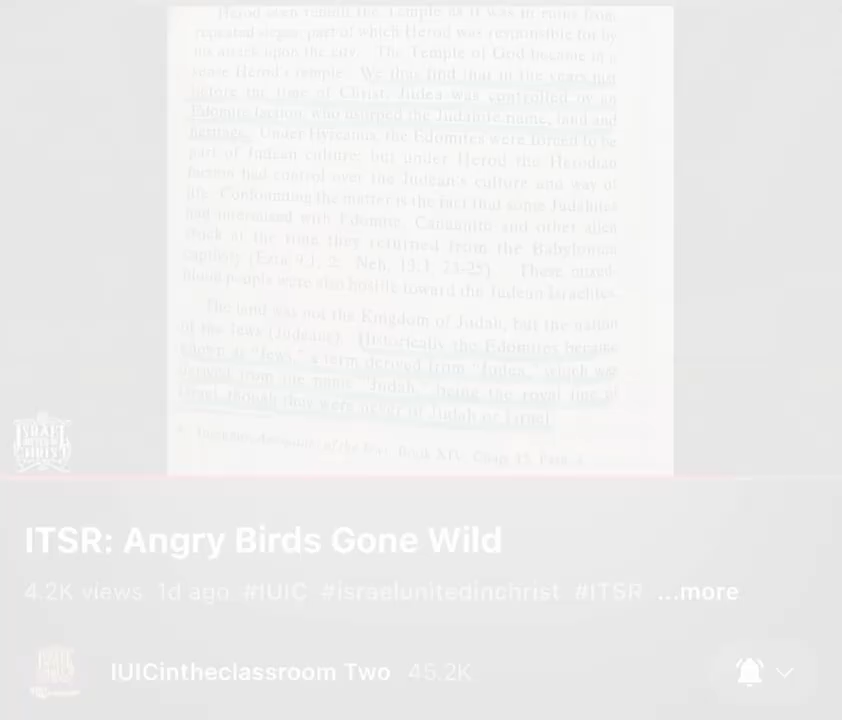 Herod then rebuilt the Temple as it was in ruins from
repeated sieges, part of which Herod was responsible for by
his attack upon the city. The Temple of God became in a
sense Herod's temple. We thus find that in the years just
before the time of Christ, Judea was controlled by an
Edomite faction, who usurped the Judahite name, land and
heritage. Under Hyrcanus, the Edomites were forced to be
part of Judean culture; but under Herod the Herodian
faction had control over the Judean's culture and way of
life. Confounding the matter is the fact that some Judahites
had intermixed with Edomite, Canaanite and other alien
stock at the time they returned from the Babylonian
captivity (Ezra 9:1, 2; Neh. 13:1, 23-25). These mixed-
blood people were also hostile toward the Judean Israelites.
The land was not the Kingdom of Judah, but the nation
of the Jews (Judeans). Historically the Edomites became
known as "Jews," a term derived from "Judea," which was
derived from the name "Judah," being the royal line of
Israel, though they were never of Judah or Israel.
of the Book XIV, Chap. 15, Para.
ISRAEL
UNITED
IN
CHRIST
ITSR: Angry Birds Gone Wild
4.2K views 1d ago #IUIC #israelunitedinchrist #ITSR ...more
IUICintheclassroom Two 45.2K